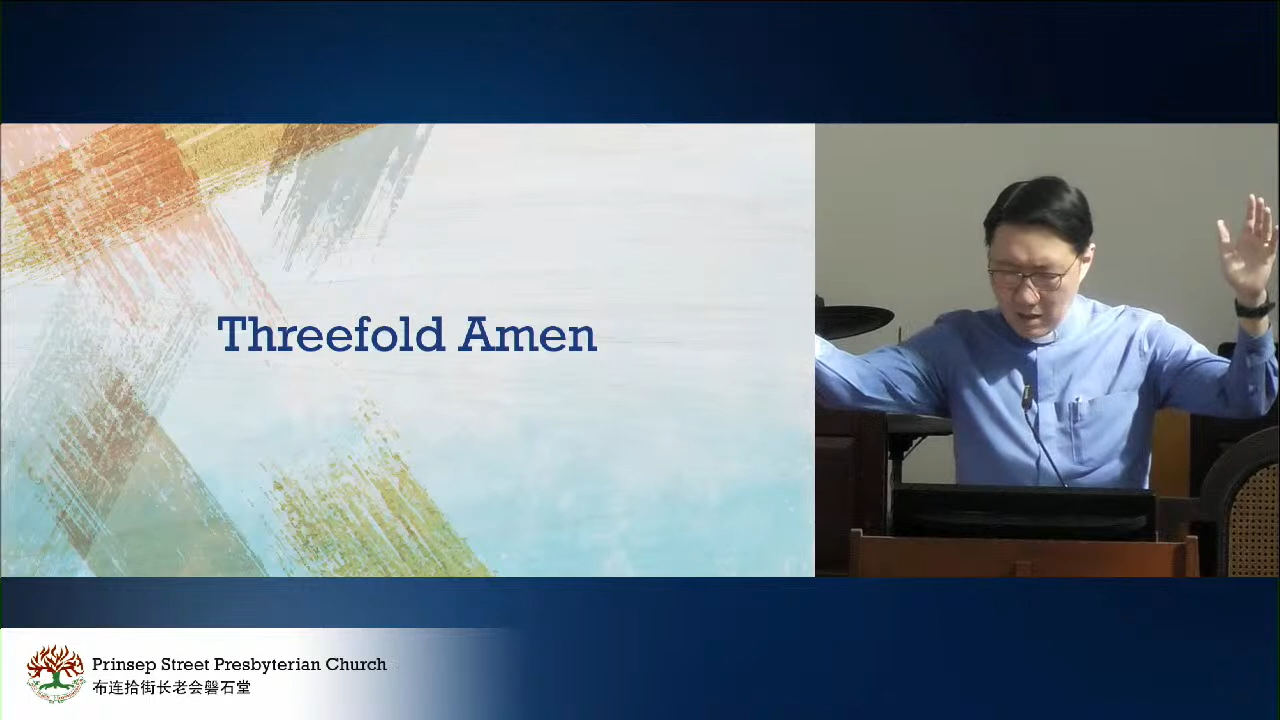 Threefold Amen
Prinsep Street Presbyterian Church
布连拾街长老会磐石堂